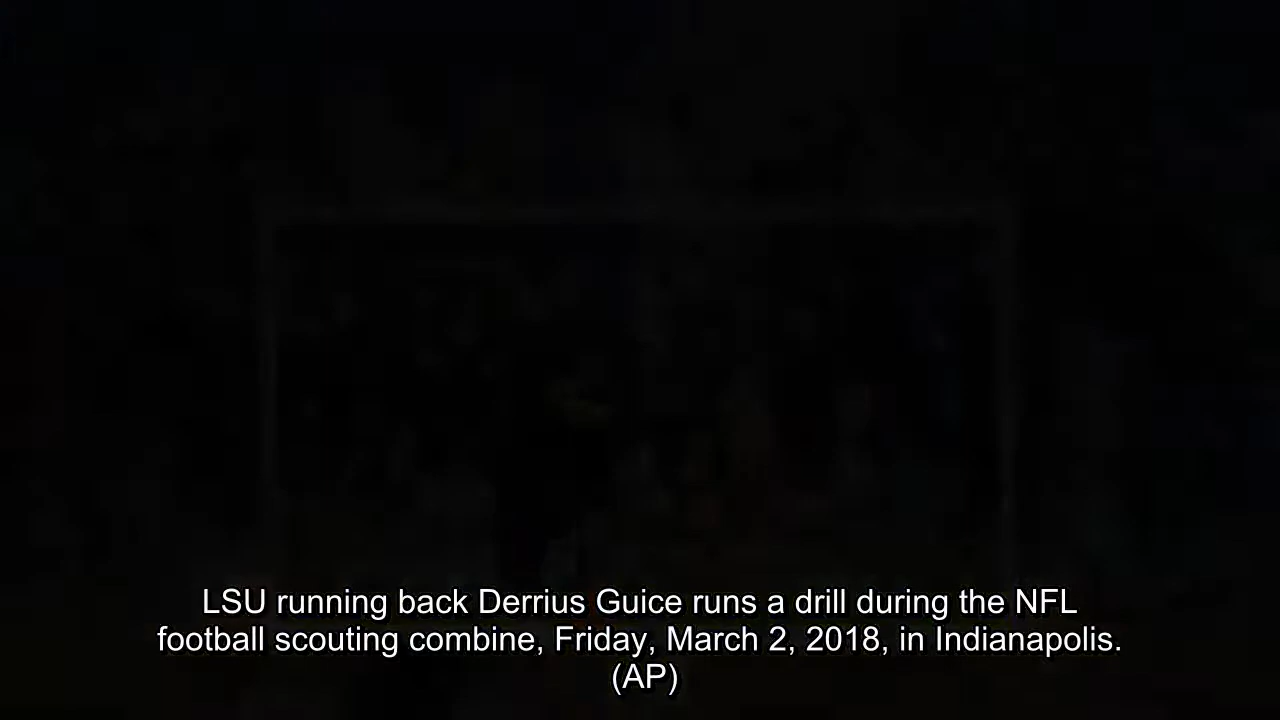 LSU running back Derrius Guice runs a drill during the NFL
football scouting combine, Friday, March 2, 2018, in Indianapolis.
(AP)